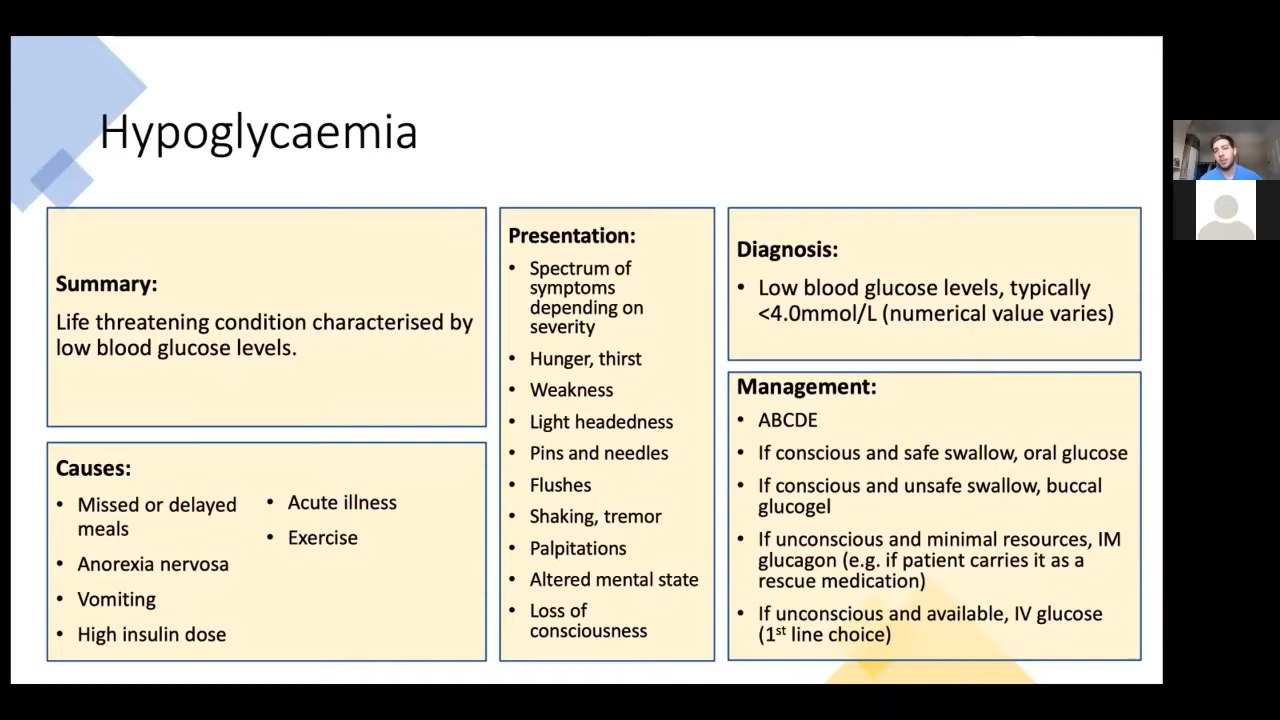 Hypoglycaemia
Summary:
Life threatening condition characterised by
low blood glucose levels.
Causes:
• Missed or delayed
meals
• Anorexia nervosa
• Vomiting
• High insulin dose
• Acute illness
• Exercise
Presentation:
• Spectrum of
symptoms
depending on
severity
• Hunger, thirst
• Weakness
• Light headedness
• Pins and needles
• Flushes
• Shaking, tremor
• Palpitations
• Altered mental state
• Loss of
consciousness
Diagnosis:
• Low blood glucose levels, typically
<4.0mmol/L (numerical value varies)
Management:
• ABCDE
• If conscious and safe swallow, oral glucose
• If conscious and unsafe swallow, buccal
glucogel
• If unconscious and minimal resources, IM
glucagon (e.g. if patient carries it as a
rescue medication)
• If unconscious and available, IV glucose
(1st line choice)